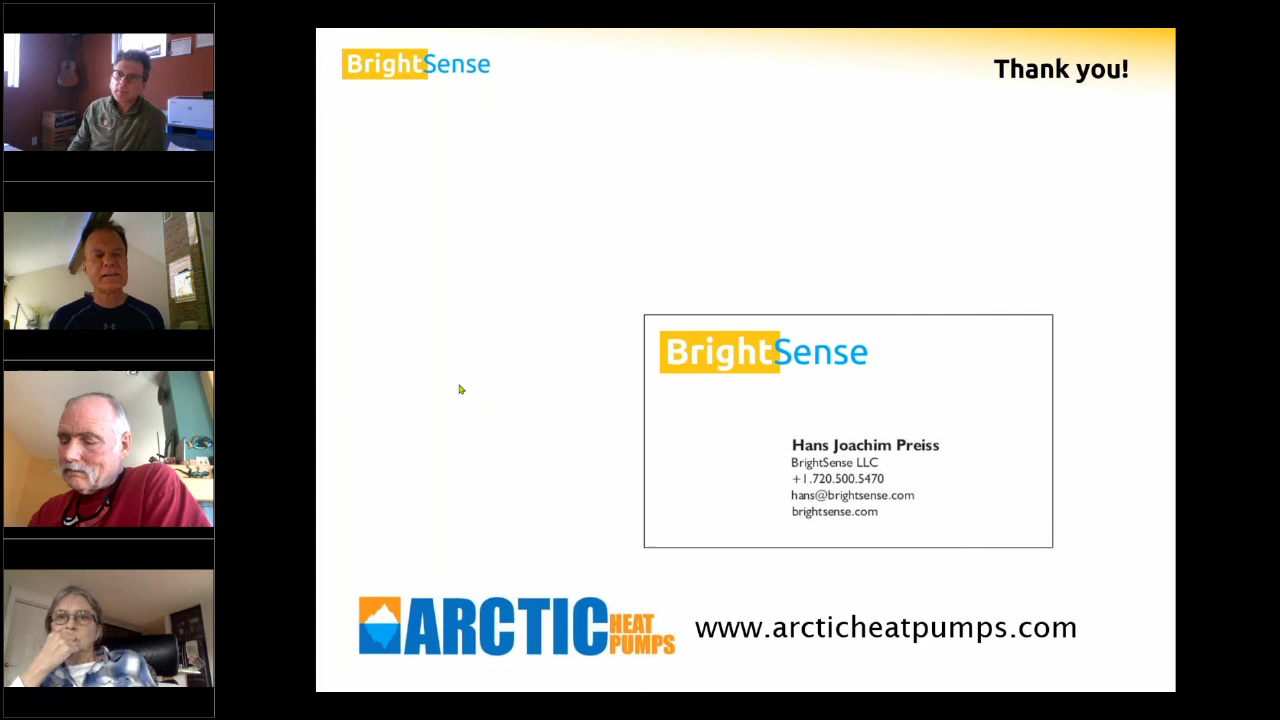 BrightSense
Thank you!
BrightSense
Hans Joachim Preiss
BrightSense LLC
+1.720.500.5470
hans@brightsense.com
brightsense.com
ARCTIC HEAT PUMPS
www.arcticheatpumps.com